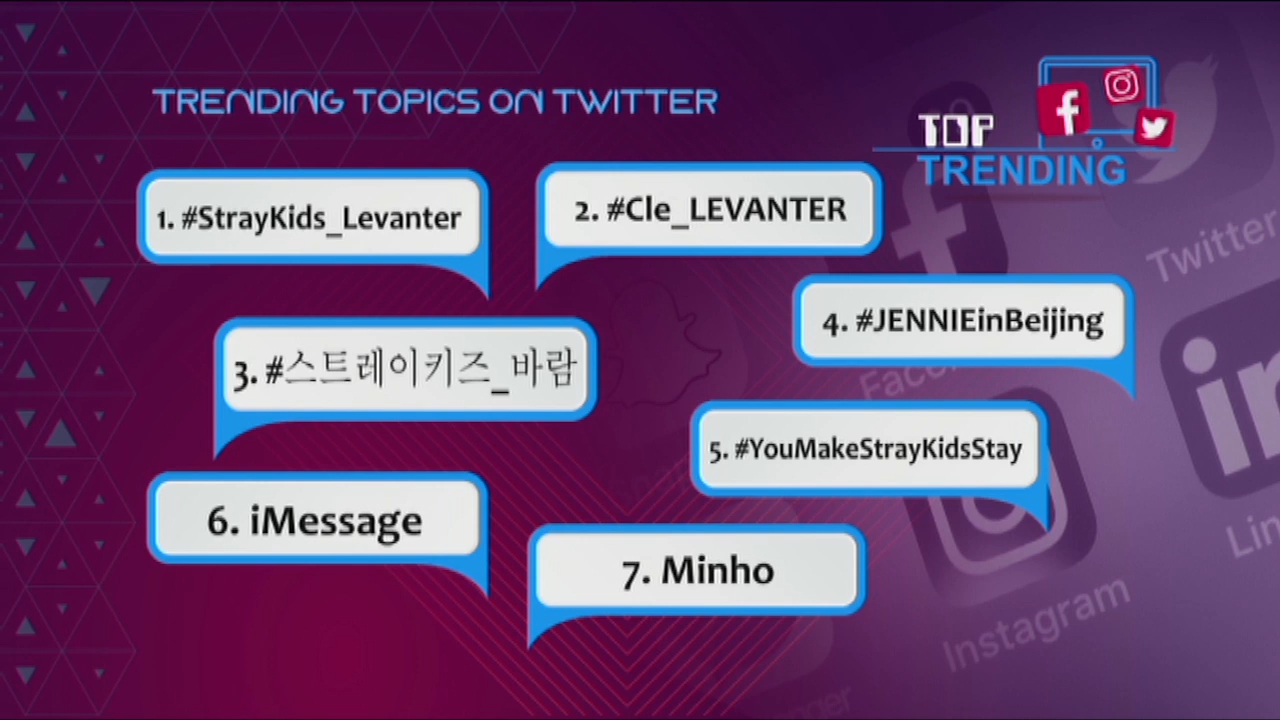 TRENDING TOPICS ON TWITTER
TOP
TRENDING
1. #StrayKids_Levanter
2. #Cle_LEVANTER
3. #스트레이키즈_바람
4. #JENNIEinBeijing
5. #YouMakeStrayKidsStay
6. iMessage
7. Minho
Twitter
Instagram